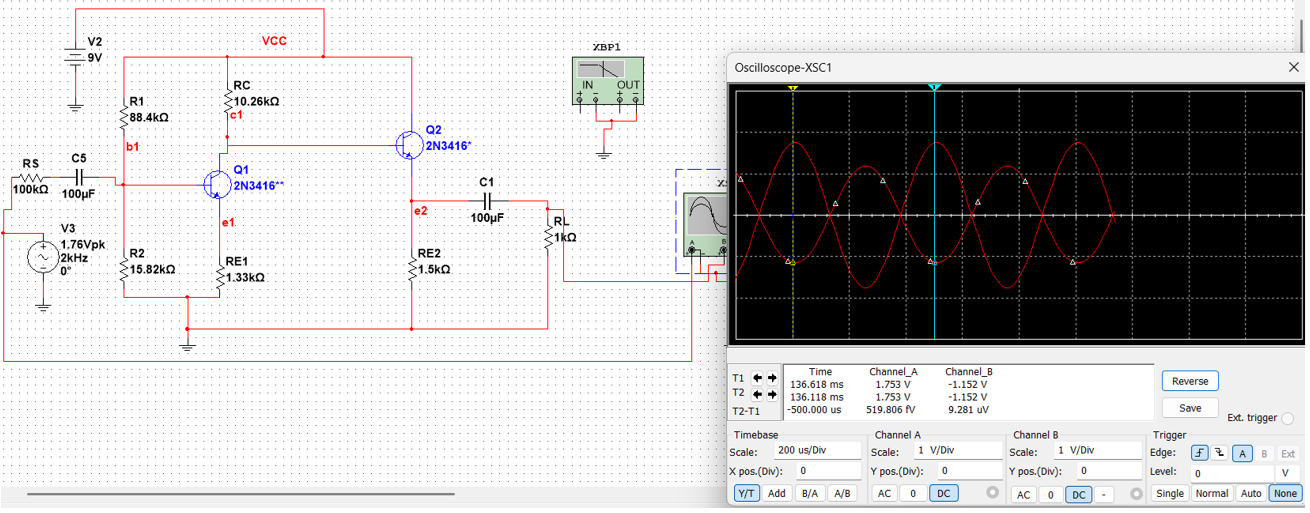 V2
9V
VCC
XBP1
IN OUT
RC
10.26kΩ
c1
R1
88.4kΩ
b1
Q2
2N3416*
RS
100kΩ
C5
100µF
Q1
2N3416**
e1
e2
C1
100µF
RL
1kΩ
V3
1.76Vpk
2kHz
0°
R2
15.82kΩ
RE1
1.33kΩ
RE2
1.5kΩ
A B
Oscilloscope-XSC1
Time Channel_A Channel_B
T1 136.618 ms 1.753 V -1.152 V
T2 136.118 ms 1.753 V -1.152 V
T2-T1 -500.000 us 519.806 fV 9.281 uV
Reverse
Save
Ext. trigger
Timebase
Scale: 200 us/Div
X pos.(Div): 0
Y/T Add B/A A/B
Channel A
Scale: 1 V/Div
Y pos.(Div): 0
AC 0 DC
Channel B
Scale: 1 V/Div
Y pos.(Div): 0
AC 0 DC -
Trigger
Edge: A B Ext
Level: 0 V
Single Normal Auto None